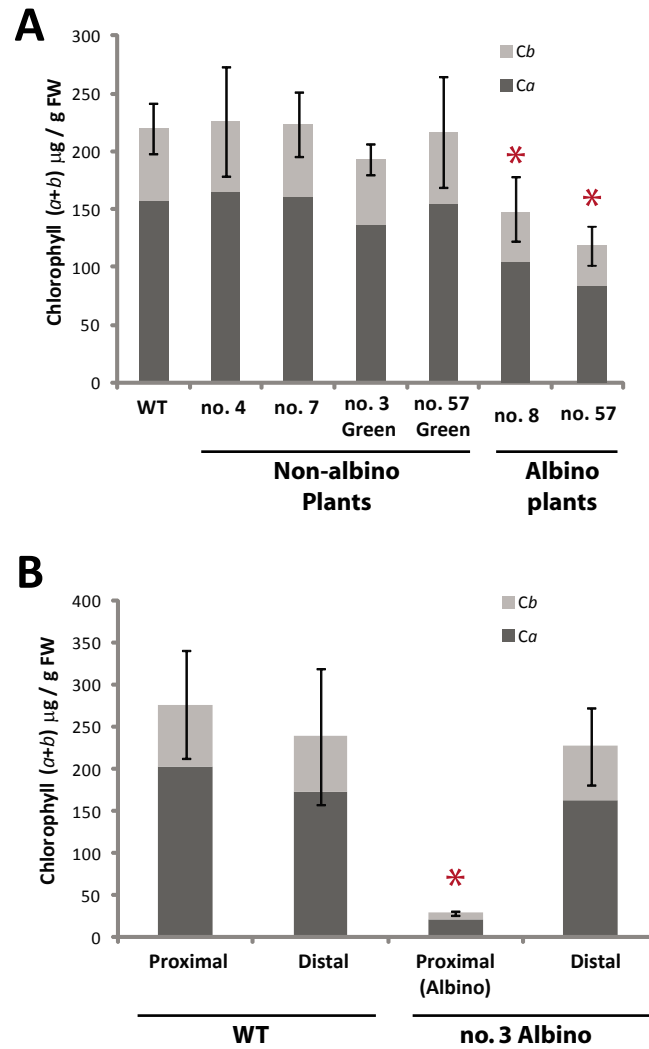 A
Chlorophyll (a+b) µg / g FW
300
250
200
150
100
50
0
Cb
Ca
*
*
WT
no. 4
no. 7
no. 3
Green
no. 57
Green
no. 8
no. 57
Non-albino
Plants
Albino
plants
B
Chlorophyll (a+b) µg / g FW
400
350
300
250
200
150
100
50
0
Cb
Ca
*
Proximal
Distal
Proximal
(Albino)
Distal
WT
no. 3 Albino